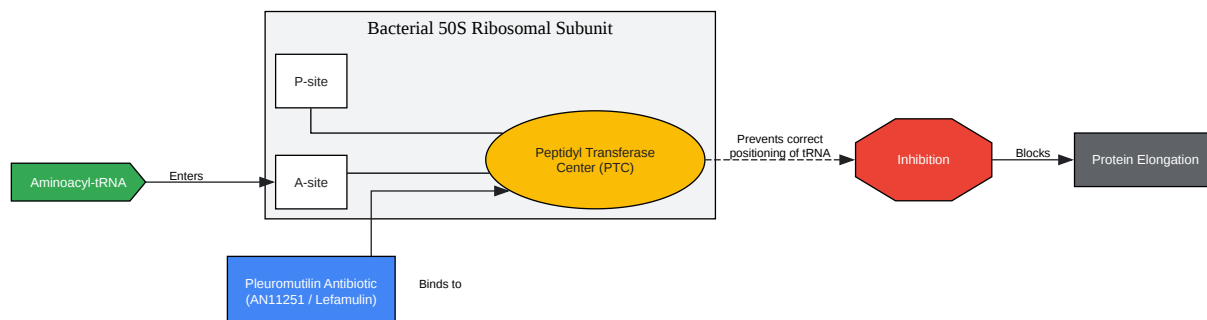 Bacterial 50S Ribosomal Subunit
P-site
A-site
Peptidyl Transferase
Center (PTC)
Aminoacyl-tRNA
Enters
Prevents correct
positioning of tRNA
Inhibition
Blocks
Protein Elongation
Pleuromutilin Antibiotic
(AN11251 / Lefamulin)
Binds to